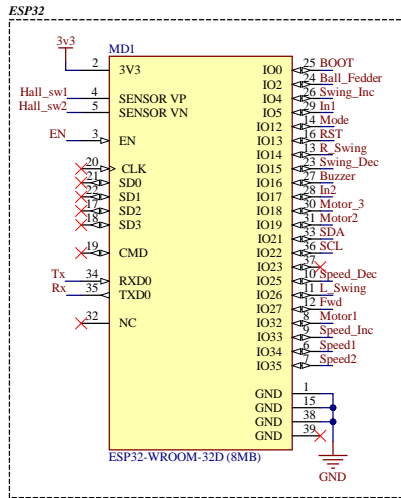 ESP32
3v3
MD1
2 3V3 IO0 25 BOOT
IO2 24 Ball_Fedder
Hall_sw1 4 SENSOR VP IO4 26 Swing_Inc
Hall_sw2 5 SENSOR VN IO5 29 In1
IO12 14 Mode
EN 3 EN IO13 16 RST
IO14 13 R_Swing
20 CLK IO15 23 Swing_Dec
21 SD0 IO16 27 Buzzer
22 SD1 IO17 28 In2
17 SD2 IO18 30 Motor_3
18 SD3 IO19 31 Motor2
IO21 33 SDA
19 CMD IO22 36 SCL
IO23 37
Tx 34 RXD0 IO25 10 Speed_Dec
Rx 35 TXD0 IO26 11 L_Swing
IO27 12 Fwd
32 NC IO32 8 Motor1
IO33 9 Speed_Inc
IO34 6 Speed1
IO35 7 Speed2
GND 1
GND 15
GND 38
GND 39
ESP32-WROOM-32D (8MB)
GND